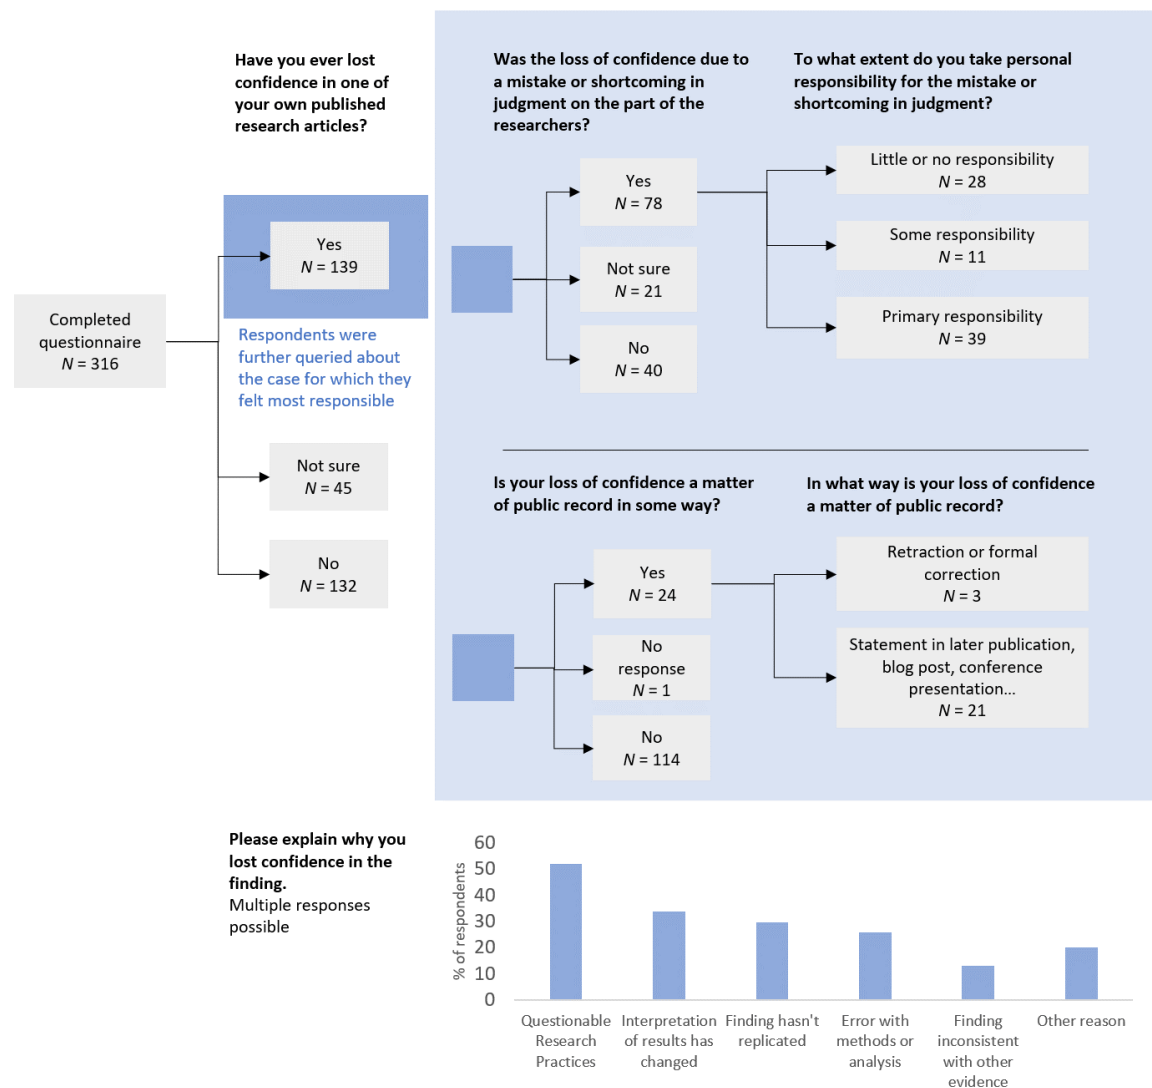 Have you ever lost
confidence in one of
your own published
research articles?
Was the loss of confidence due to
a mistake or shortcoming in
judgment on the part of the
researchers?
To what extent do you take personal
responsibility for the mistake or
shortcoming in judgment?
Completed
questionnaire
N = 316
Yes
N = 139
Respondents were
further queried about
the case for which they
felt most responsible
Not sure
N = 45
No
N = 132
Yes
N = 78
Not sure
N = 21
No
N = 40
Little or no responsibility
N = 28
Some responsibility
N = 11
Primary responsibility
N = 39
Is your loss of confidence a matter
of public record in some way?
In what way is your loss of confidence
a matter of public record?
Yes
N = 24
No
response
N = 1
No
N = 114
Retraction or formal
correction
N = 3
Statement in later publication,
blog post, conference
presentation...
N = 21
Please explain why you
lost confidence in the
finding.
Multiple responses
possible
% of respondents
60
50
40
30
20
10
0
Questionable
Research
Practices
Interpretation
of results has
changed
Finding hasn't
replicated
Error with
methods or
analysis
Finding
inconsistent
with other
evidence
Other reason